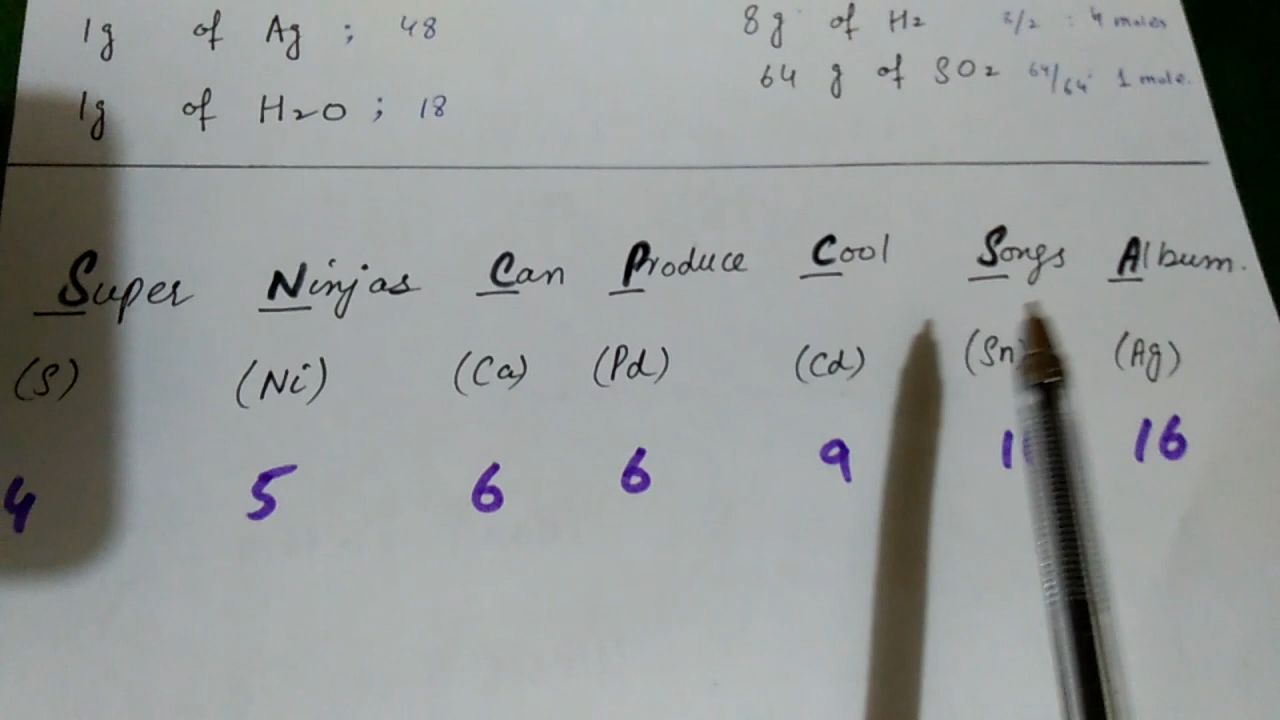 1g of Ag ; 48
8g of H2 8/2 : 4 moles
64 g of SO2 64/64 1 mole.
1g of H2O ; 18
Super Ninjas Can Produce Cool Songs Album.
(S) (Ni) (Ca) (Pd) (Cd) (Sn) (Ag)
4 5 6 6 9 16